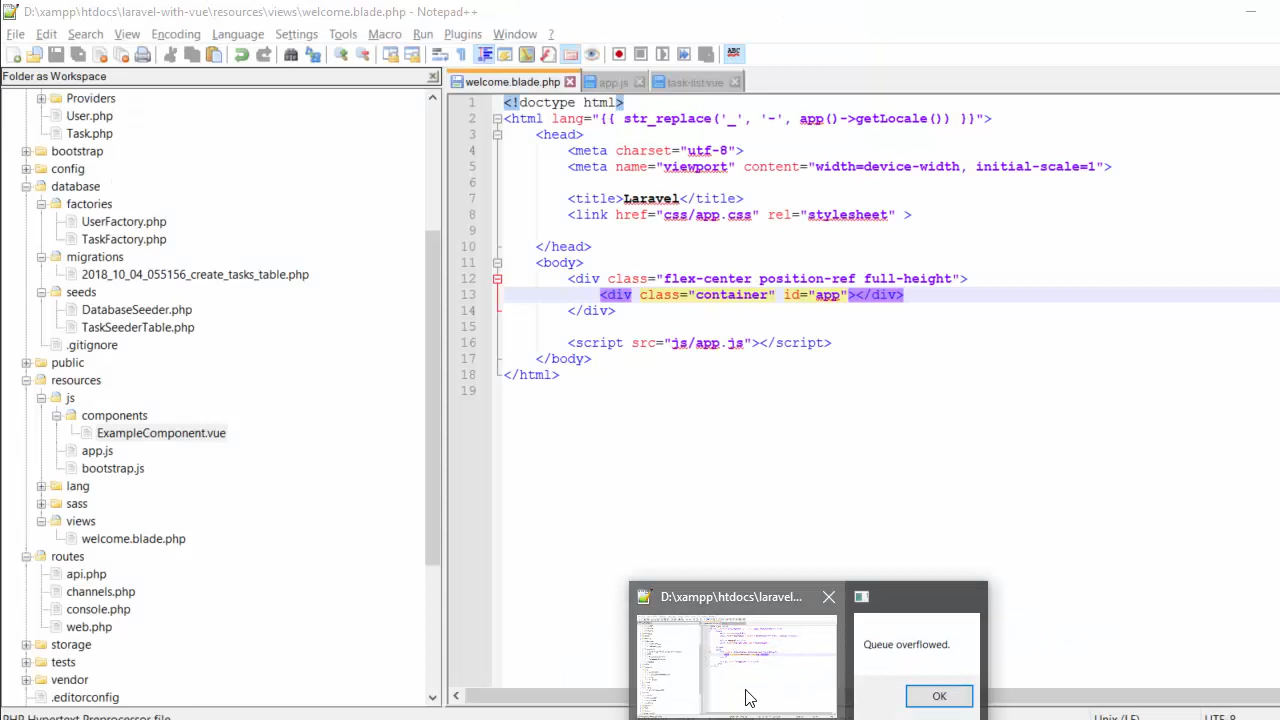 D:\xampp\htdocs\laravel-with-vue\resources\views\welcome.blade.php - Notepad++
File Edit Search View Encoding Language Settings Tools Macro Run Plugins Window ?
ABC
Folder as Workspace
Providers
User.php
Task.php
bootstrap
config
database
factories
UserFactory.php
TaskFactory.php
migrations
2018_10_04_055156_create_tasks_table.php
seeds
DatabaseSeeder.php
TaskSeederTable.php
.gitignore
public
resources
js
components
ExampleComponent.vue
app.js
bootstrap.js
lang
sass
views
welcome.blade.php
routes
api.php
channels.php
console.php
web.php
storage
tests
vendor
.editorconfig
welcome.blade.php app.js task-list.vue
1 <!doctype html>
2 <html lang="{{ str_replace('_', '-', app()->getLocale()) }}">
3 <head>
4 <meta charset="utf-8">
5 <meta name="viewport" content="width=device-width, initial-scale=1">
6
7 <title>Laravel</title>
8 <link href="css/app.css" rel="stylesheet" >
9
10 </head>
11 <body>
12 <div class="flex-center position-ref full-height">
13 <div class="container" id="app"></div>
14 </div>
15
16 <script src="js/app.js"></script>
17 </body>
18 </html>
19
D:\xampp\htdocs\laravel...
Queue overflowed.
OK
PHP Hypertext Preprocessor file
Unix (LF)
UTF-8